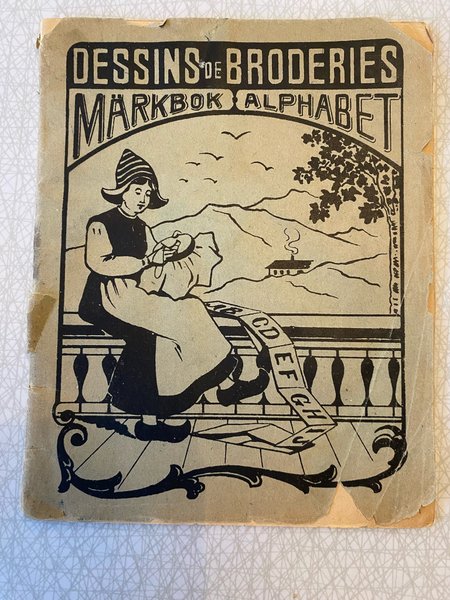 DESSINS DE BRODERIES
MÄRKBOK ALPHABET
B C D E F G H I J